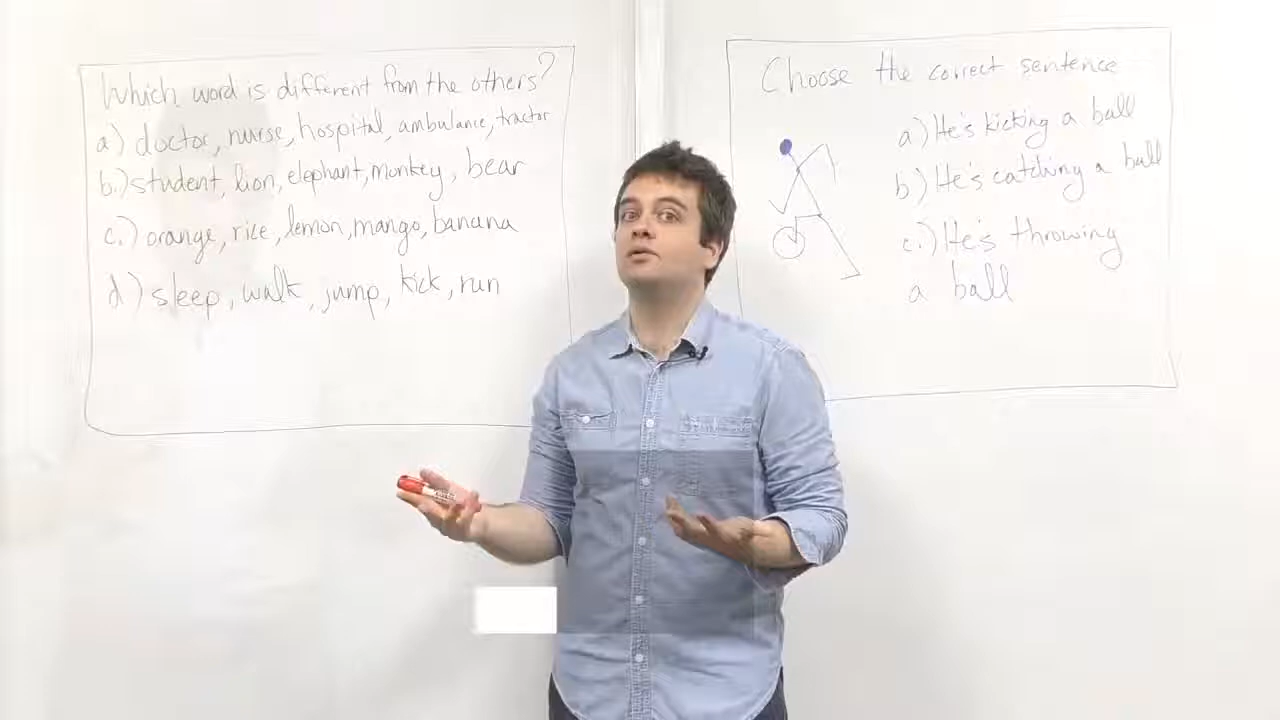 Which word is different from the others?
a) doctor, nurse, hospital, ambulance, tractor
b.) student, lion, elephant, monkey, bear
c.) orange, rice, lemon, mango, banana
d.) sleep, walk, jump, kick, run
Choose the correct sentence
a) He's kicking a ball
b) He's catching a ball
c.) He's throwing
a ball